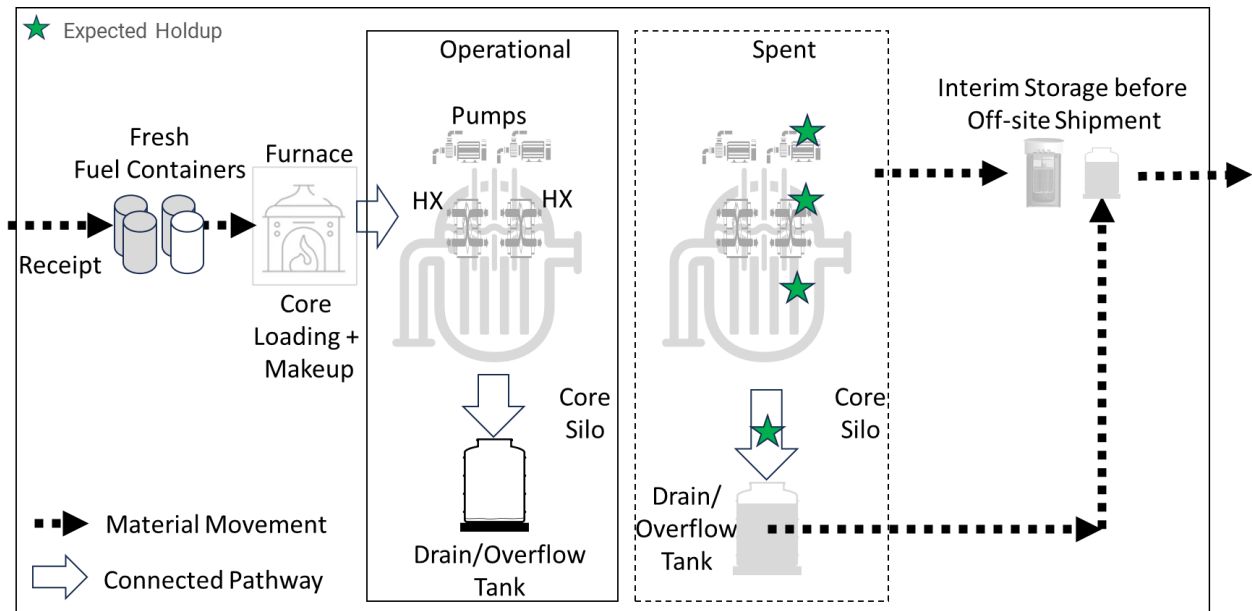 Expected Holdup
Receipt
Fresh
Fuel Containers
Furnace
Core
Loading +
Makeup
Operational
Pumps
HX
HX
Core
Silo
Drain/Overflow
Tank
Spent
Core
Silo
Drain/
Overflow
Tank
Interim Storage before
Off-site Shipment
Material Movement
Connected Pathway